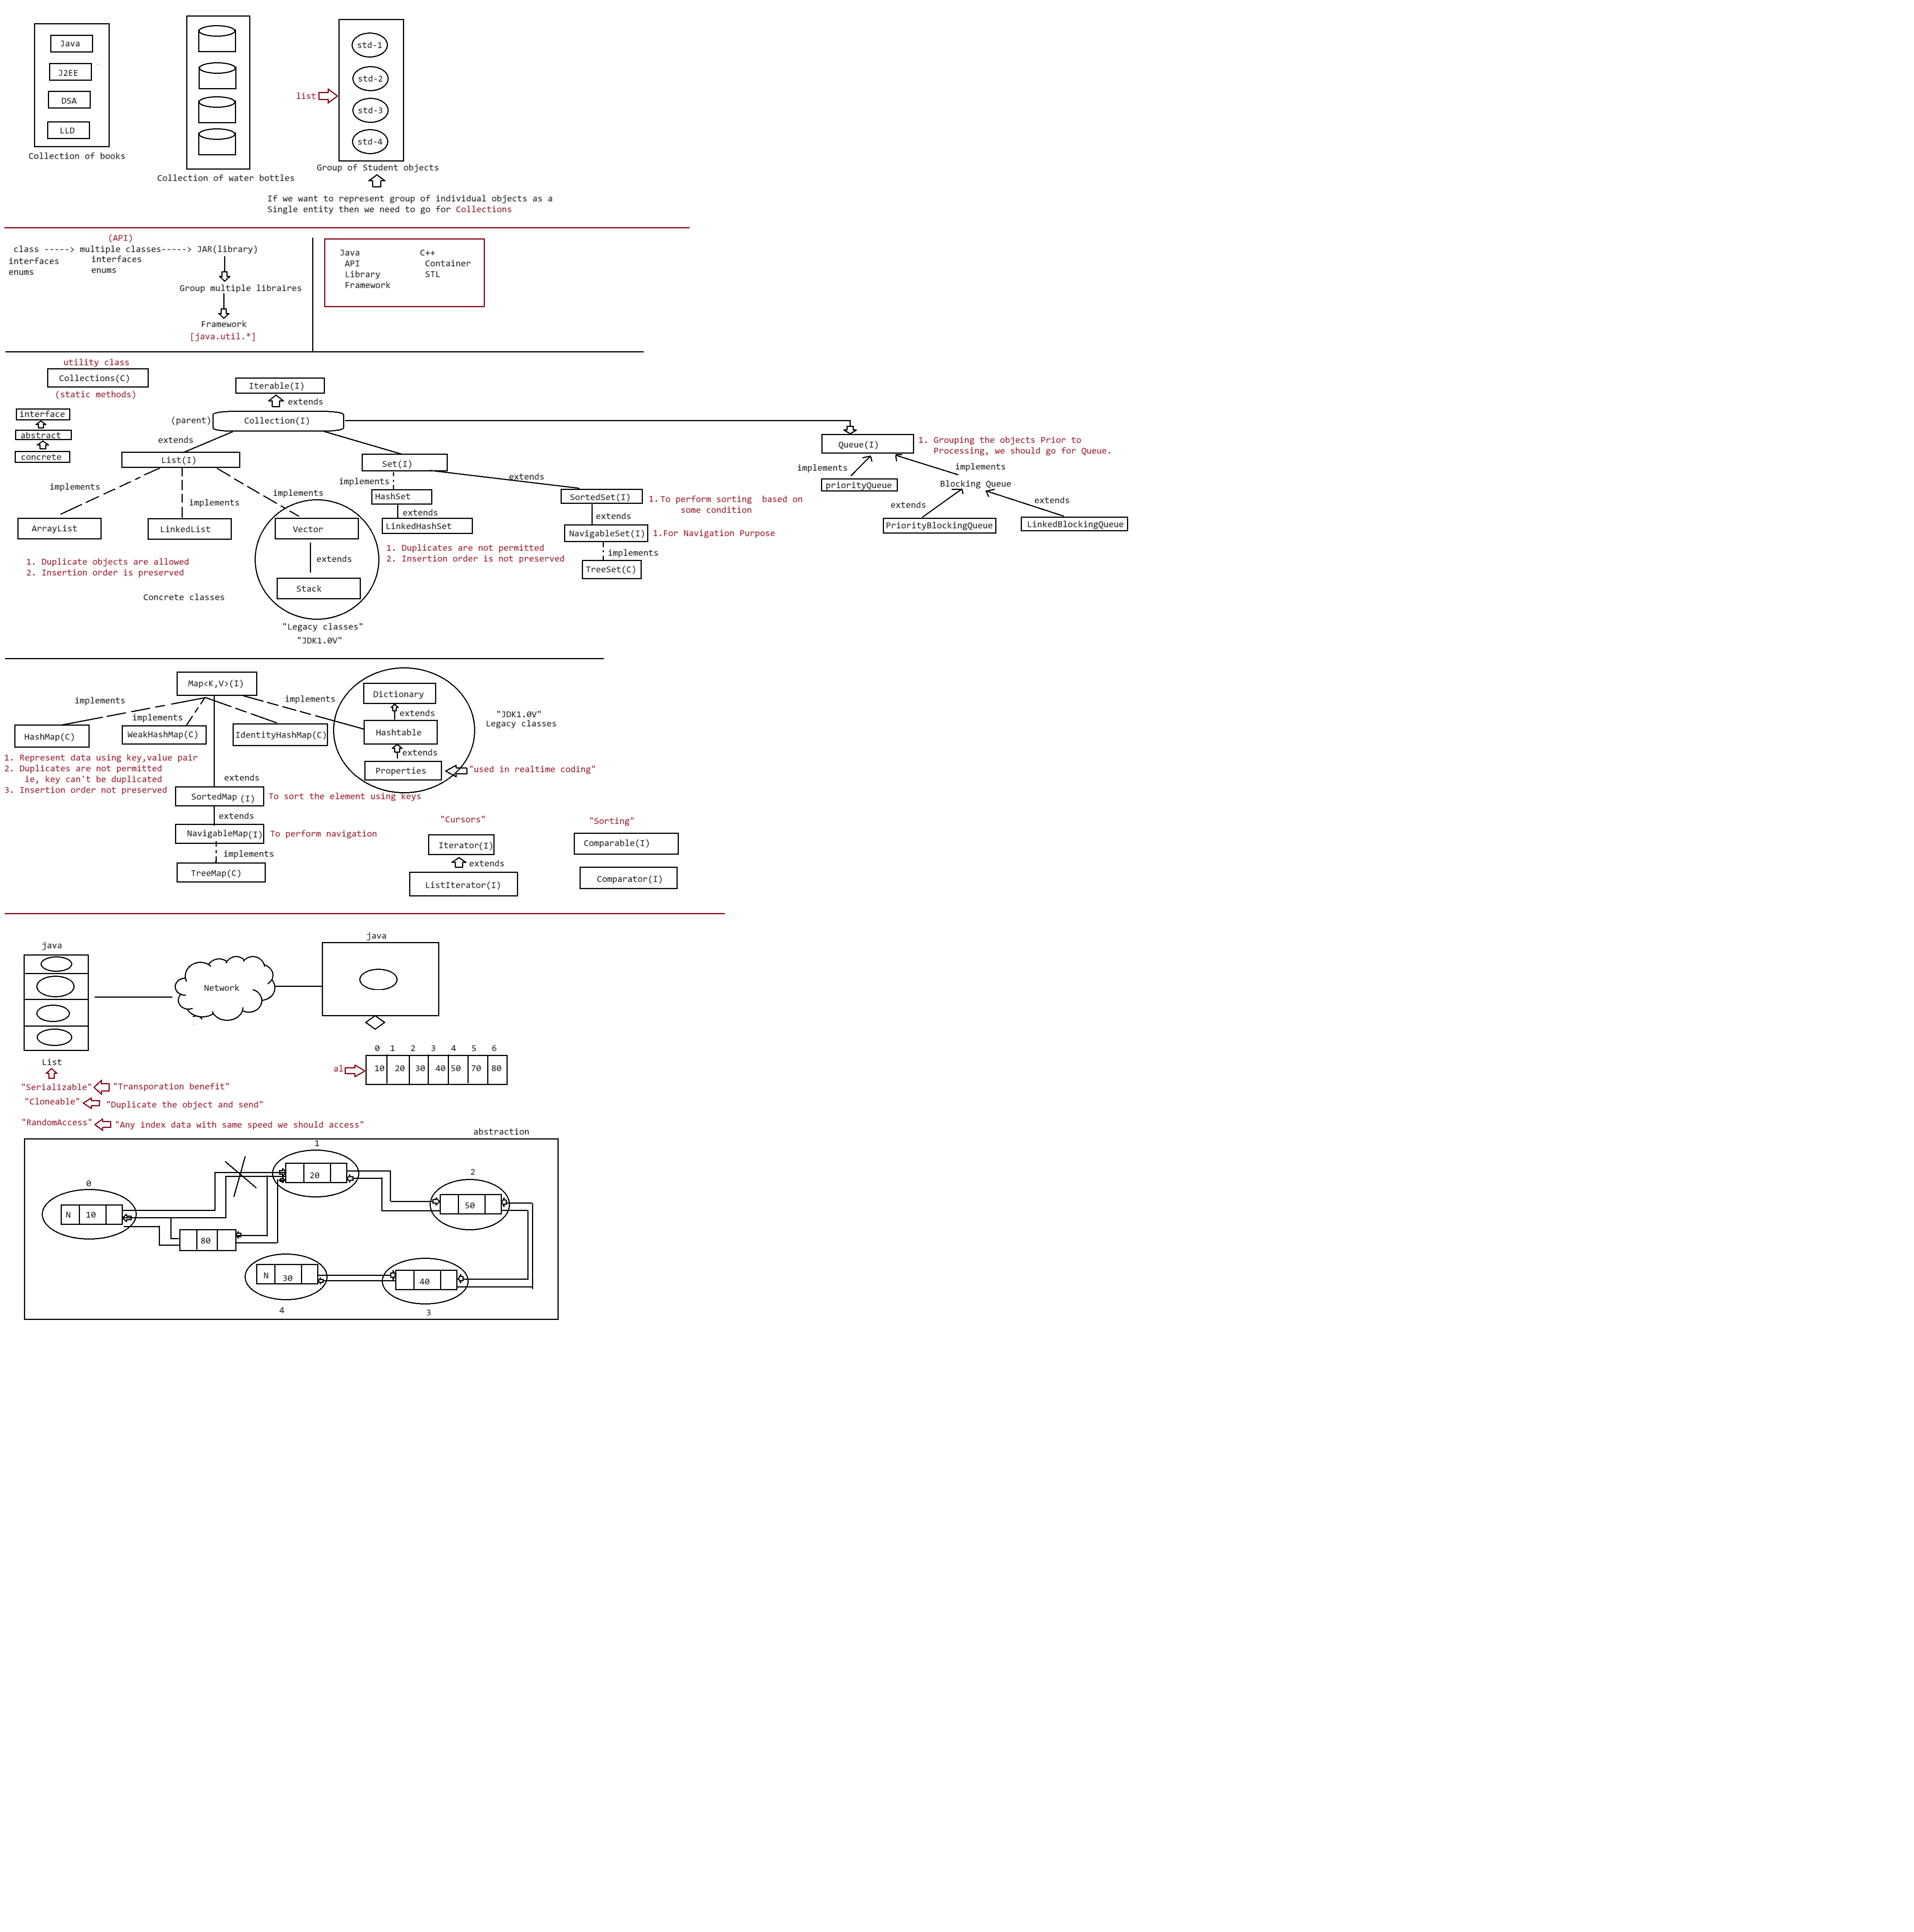 Java
J2EE
DSA
LLD
Collection of books
Collection of water bottles
list
std-1
std-2
std-3
std-4
Group of Student objects
If we want to represent group of individual objects as a
Single entity then we need to go for Collections
(API)
class -----> multiple classes-----> JAR(library)
interfaces
enums
interfaces
enums
Group multiple libraires
Framework
[java.util.*]
Java
API
Library
Framework
C++
Container
STL
utility class
Collections(C)
(static methods)
interface
abstract
concrete
Iterable(I)
extends
(parent)
Collection(I)
extends
List(I)
implements
implements
implements
ArrayList
LinkedList
Vector
extends
Stack
1. Duplicate objects are allowed
2. Insertion order is preserved
Concrete classes
"Legacy classes"
"JDK1.0V"
Set(I)
implements
HashSet
extends
LinkedHashSet
1. Duplicates are not permitted
2. Insertion order is not preserved
extends
SortedSet(I)
1.To perform sorting based on
some condition
extends
NavigableSet(I)
1.For Navigation Purpose
implements
TreeSet(C)
Queue(I)
1. Grouping the objects Prior to
Processing, we should go for Queue.
implements
priorityQueue
implements
Blocking Queue
extends
extends
PriorityBlockingQueue
LinkedBlockingQueue
Map<K,V>(I)
implements
implements
implements
HashMap(C)
WeakHashMap(C)
IdentityHashMap(C)
Dictionary
extends
Hashtable
extends
Properties
"JDK1.0V"
Legacy classes
"used in realtime coding"
1. Represent data using key,value pair
2. Duplicates are not permitted
ie, key can't be duplicated
3. Insertion order not preserved
extends
SortedMap (I)
To sort the element using keys
extends
NavigableMap(I)
To perform navigation
implements
TreeMap(C)
"Cursors"
Iterator(I)
extends
ListIterator(I)
"Sorting"
Comparable(I)
Comparator(I)
java
Network
java
List
"Serializable"
"Transporation benefit"
"Cloneable"
"Duplicate the object and send"
"RandomAccess"
"Any index data with same speed we should access"
0 1 2 3 4 5 6
al
10 20 30 40 50 70 80
abstraction
0
N 10
1
20
2
50
80
N 30
4
40
3